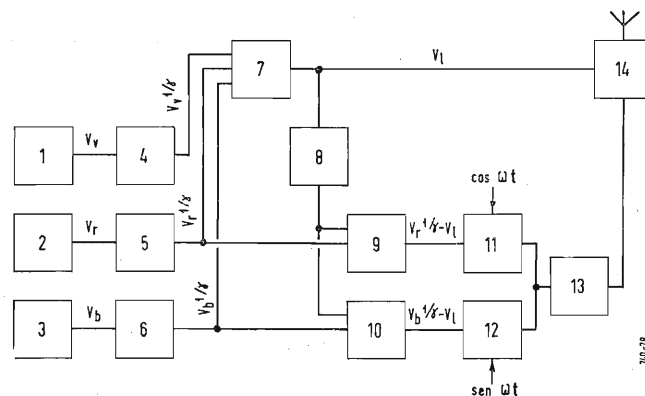 7
V_l
14
V_v^1/γ
1
V_v
4
8
cos ωt
2
V_r
5
V_r^1/γ
9
V_r^1/γ-V_l
11
13
3
V_b
6
V_b^1/γ
10
V_b^1/γ-V_l
12
sen ωt